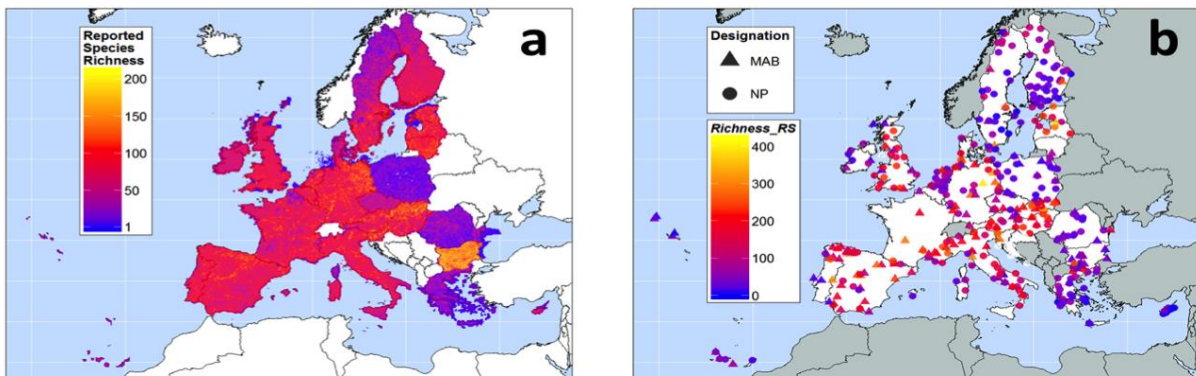 Reported
Species
Richness
200
150
100
50
1
a
Designation
MAB
NP
Richness_RS
400
300
200
100
0
b